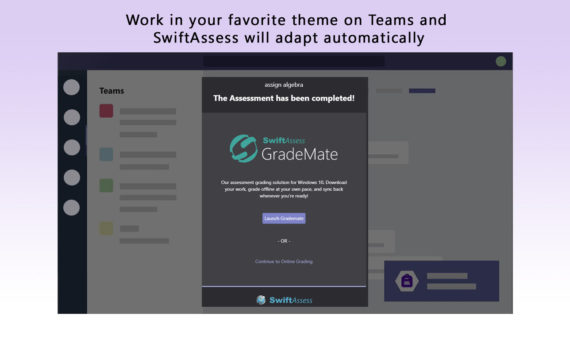 Work in your favorite theme on Teams and
SwiftAssess will adapt automatically
Teams
assign algebra
The Assessment has been completed!
SwiftAssess
GradeMate
Our assessment grading solution for Windows 10. Download
your work, grade offline at your own pace, and sync back
whenever you're ready!
Launch Gradémate
- OR -
Continue to Online Grading
SwiftAssess